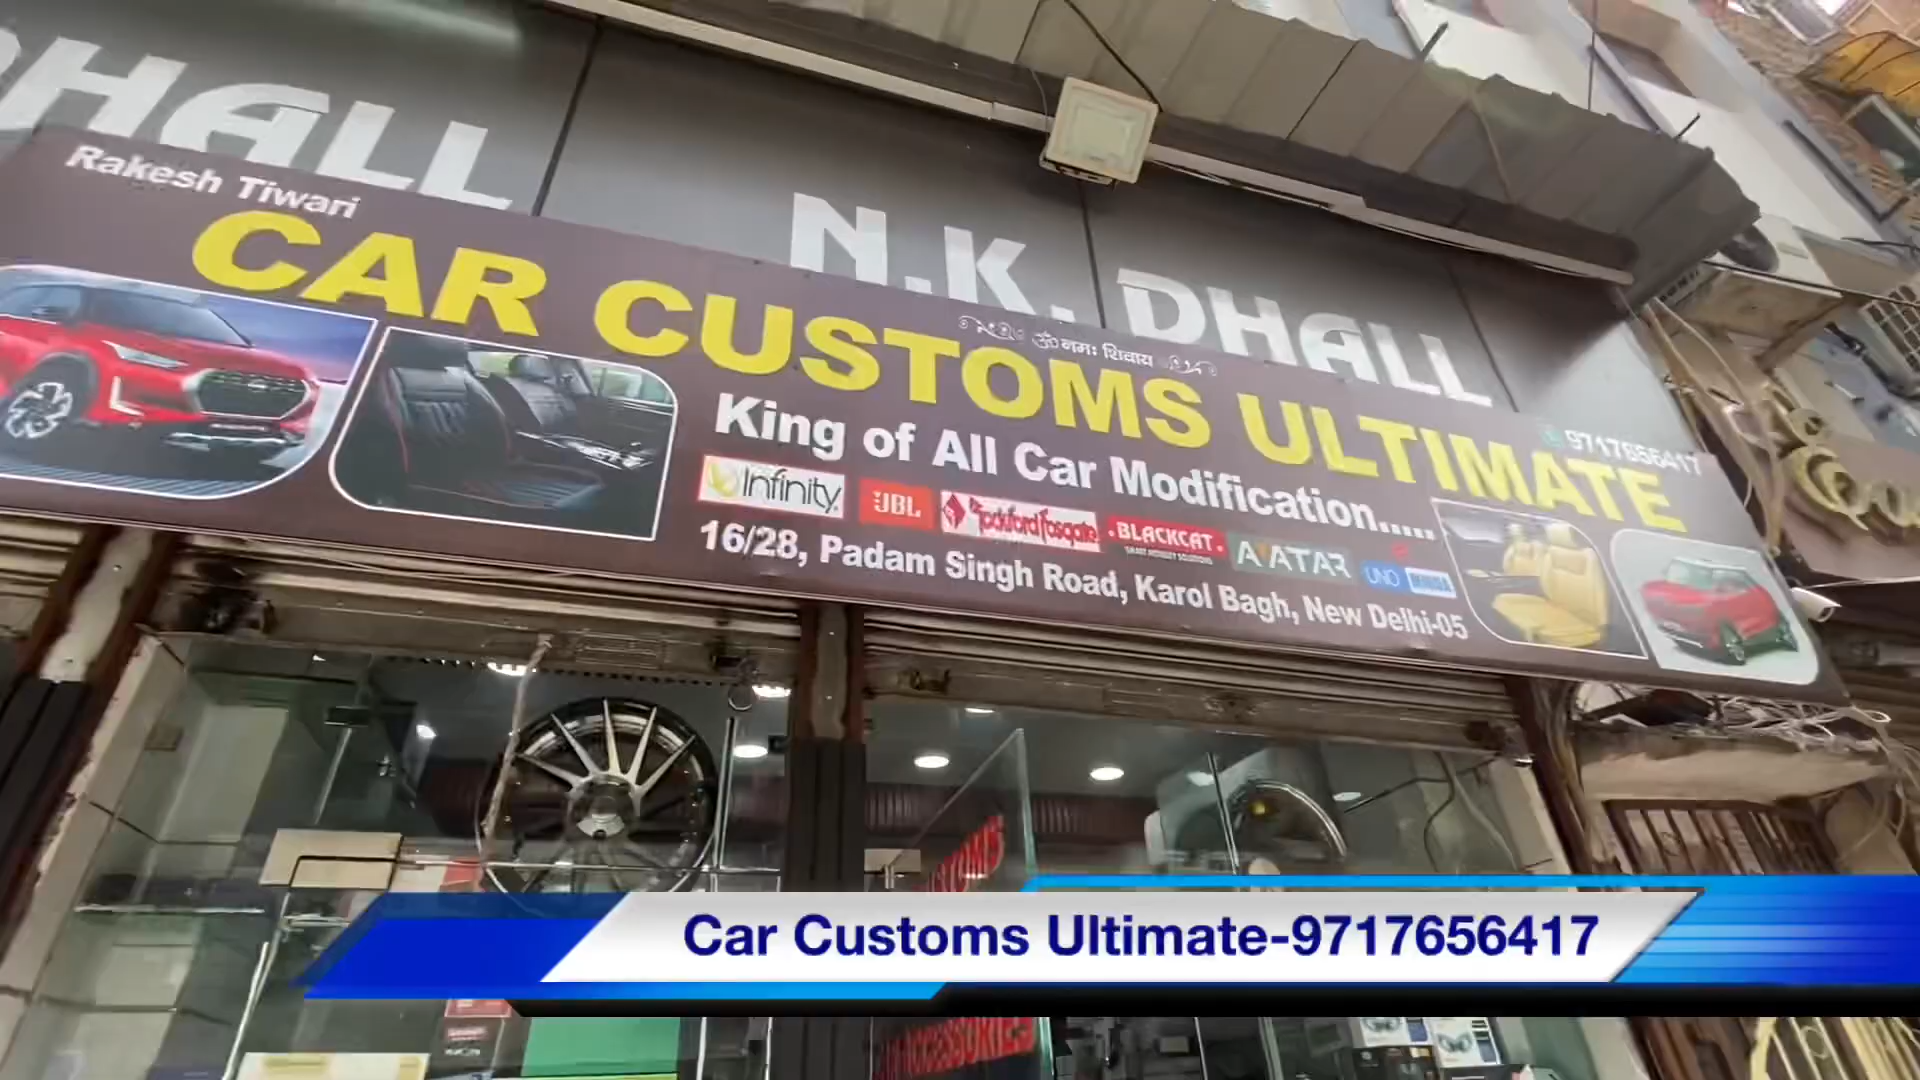 DHALL
N.K. DHALL
Rakesh Tiwari
ॐ नमः शिवाय
9717656417
CAR CUSTOMS ULTIMATE
King of All Car Modification.....
Infinity
JBL
Rockford Fosgate
BLACKCAT
AVATAR
UNO
16/28, Padam Singh Road, Karol Bagh, New Delhi-05
Car Customs Ultimate-9717656417
ACCESSORIES